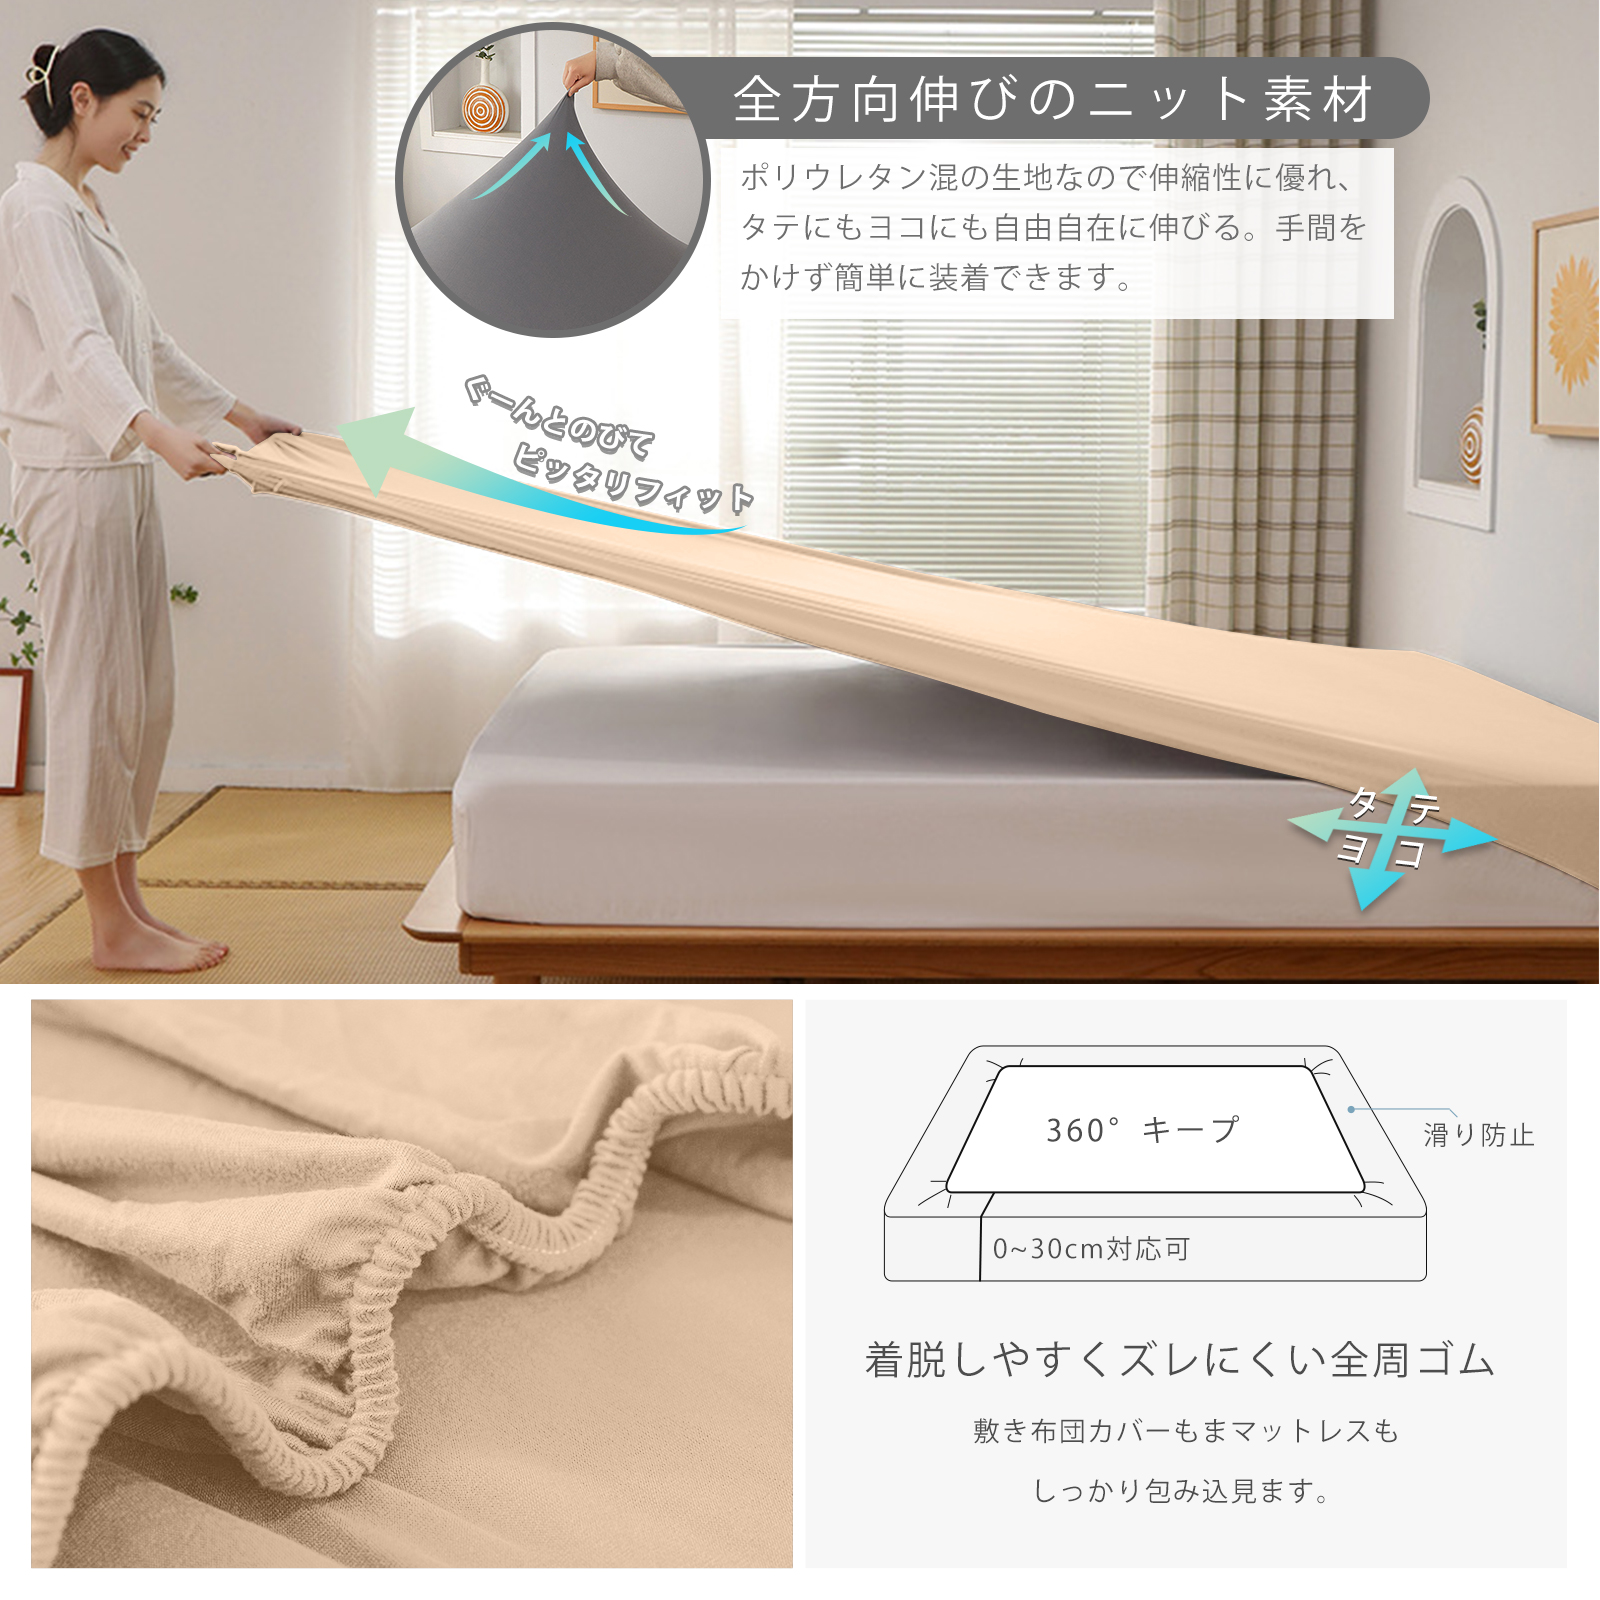 全方向伸びのニット素材
ポリウレタン混の生地なので伸縮性に優れ、
タテにもヨコにも自由自在に伸びる。手間を
かけず簡単に装着できます。
ぐーんとのびて
ピッタリフィット
タテ
ヨコ
360°キープ
滑り防止
0~30cm対応可
着脱しやすくズレにくい全周ゴム
敷き布団カバーもまマットレスも
しっかり包み込見ます。